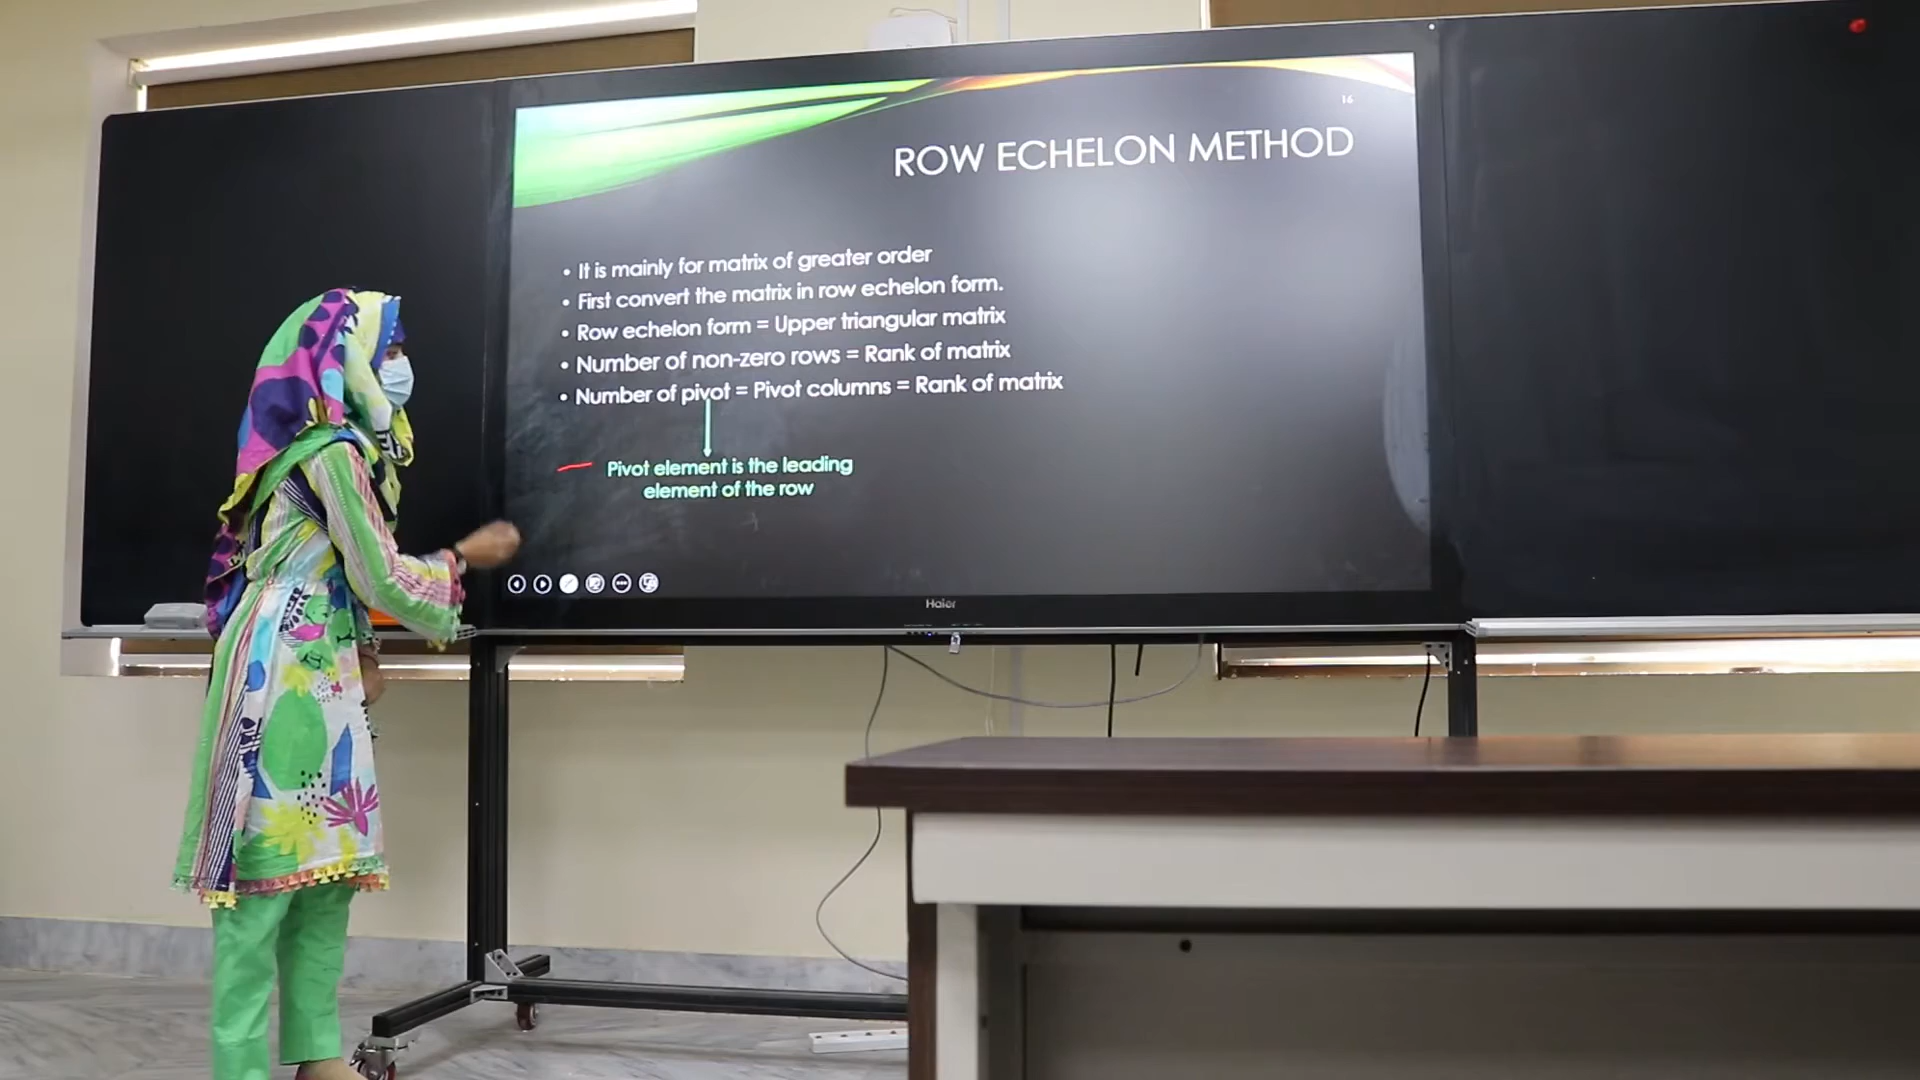 16
ROW ECHELON METHOD
• It is mainly for matrix of greater order
• First convert the matrix in row echelon form.
• Row echelon form = Upper triangular matrix
• Number of non-zero rows = Rank of matrix
• Number of pivot = Pivot columns = Rank of matrix
Pivot element is the leading
element of the row
Haier